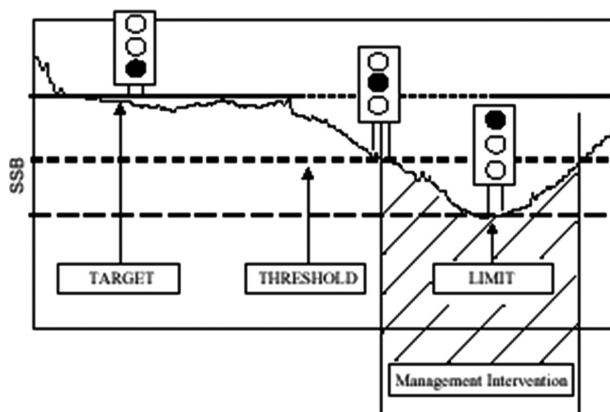 SSB
TARGET
THRESHOLD
LIMIT
Management Intervention